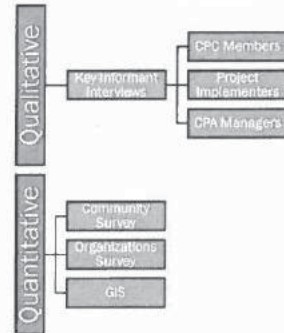 Qualitative
Key Informant
Interviews
CPC Members
Project
Implementers
CPA Managers
Quantitative
Community
Survey
Organizations
Survey
GIS